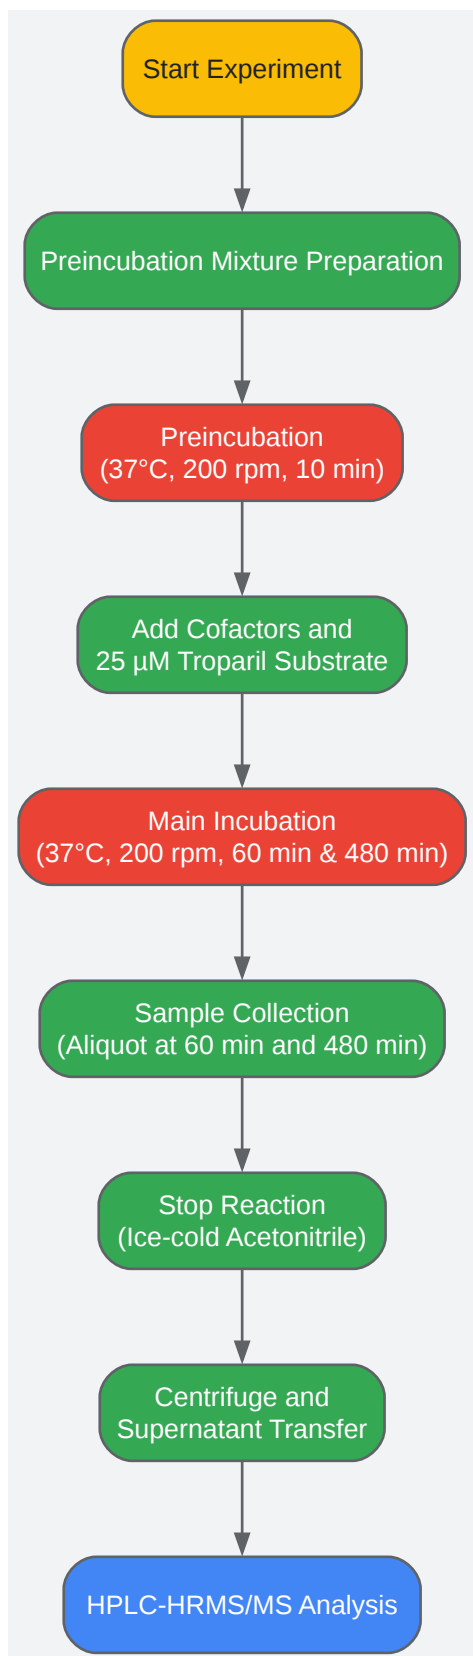 Start Experiment
Preincubation Mixture Preparation
Preincubation
(37°C, 200 rpm, 10 min)
Add Cofactors and
25 µM Troparil Substrate
Main Incubation
(37°C, 200 rpm, 60 min & 480 min)
Sample Collection
(Aliquot at 60 min and 480 min)
Stop Reaction
(Ice-cold Acetonitrile)
Centrifuge and
Supernatant Transfer
HPLC-HRMS/MS Analysis